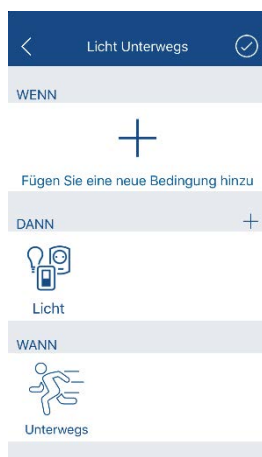 Licht Unterwegs
WENN
Fügen Sie eine neue Bedingung hinzu
DANN
Licht
WANN
Unterwegs